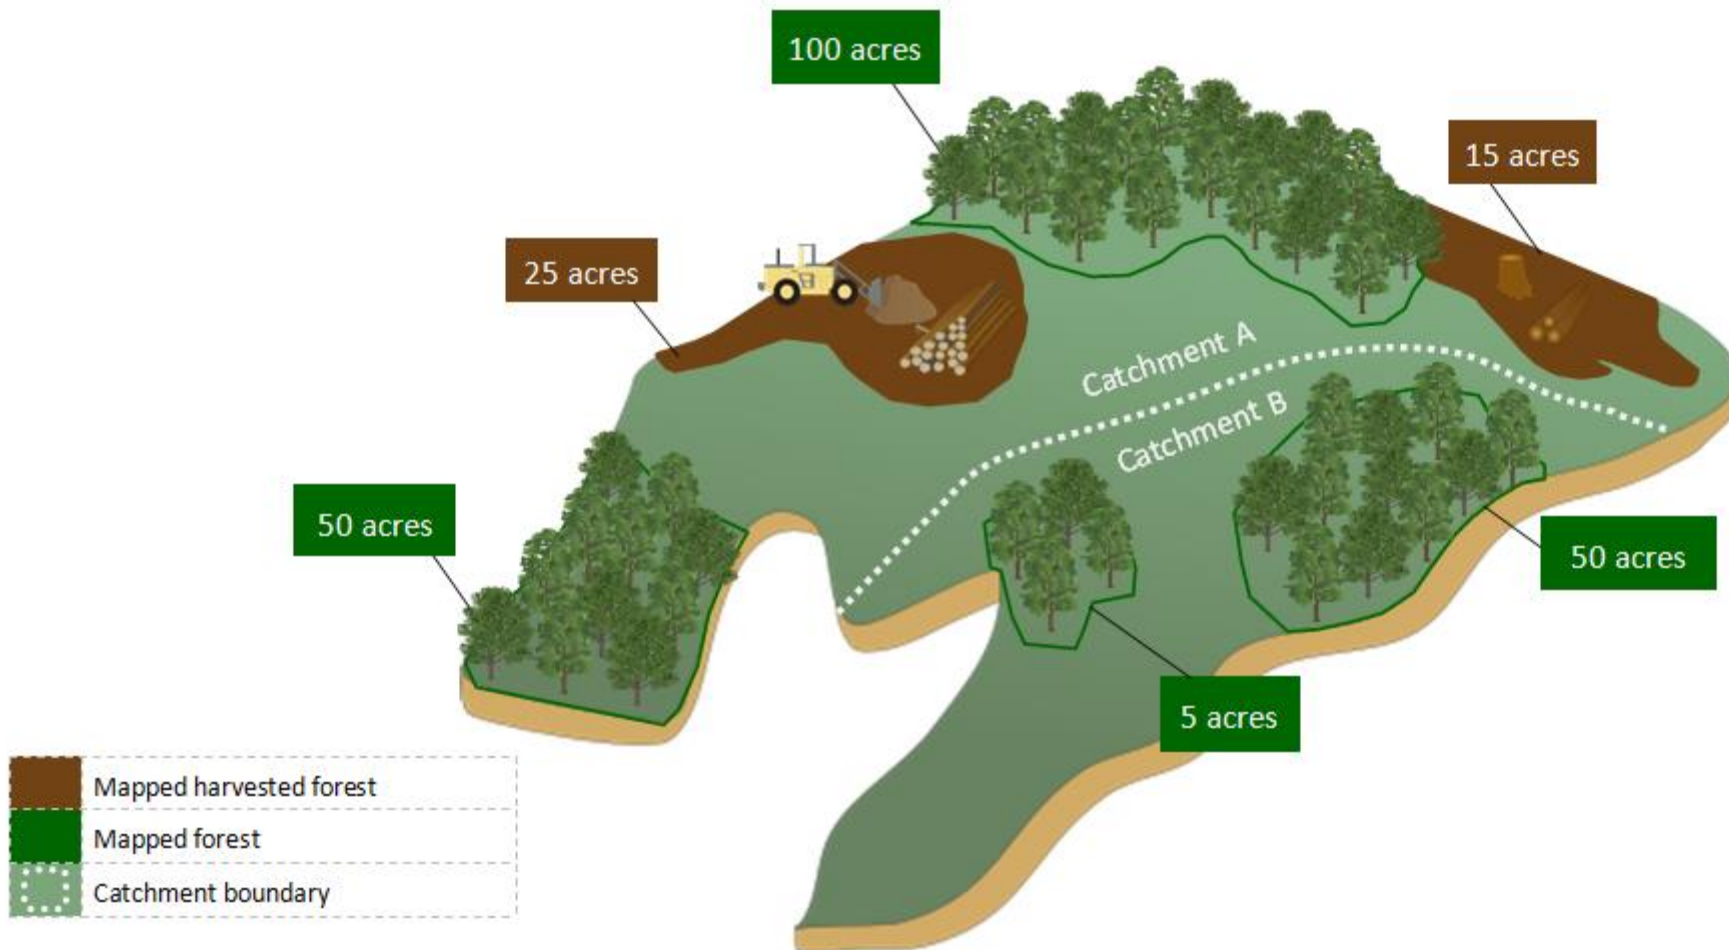 100 acres
15 acres
25 acres
Catchment A
Catchment B
50 acres
50 acres
5 acres
Mapped harvested forest
Mapped forest
Catchment boundary